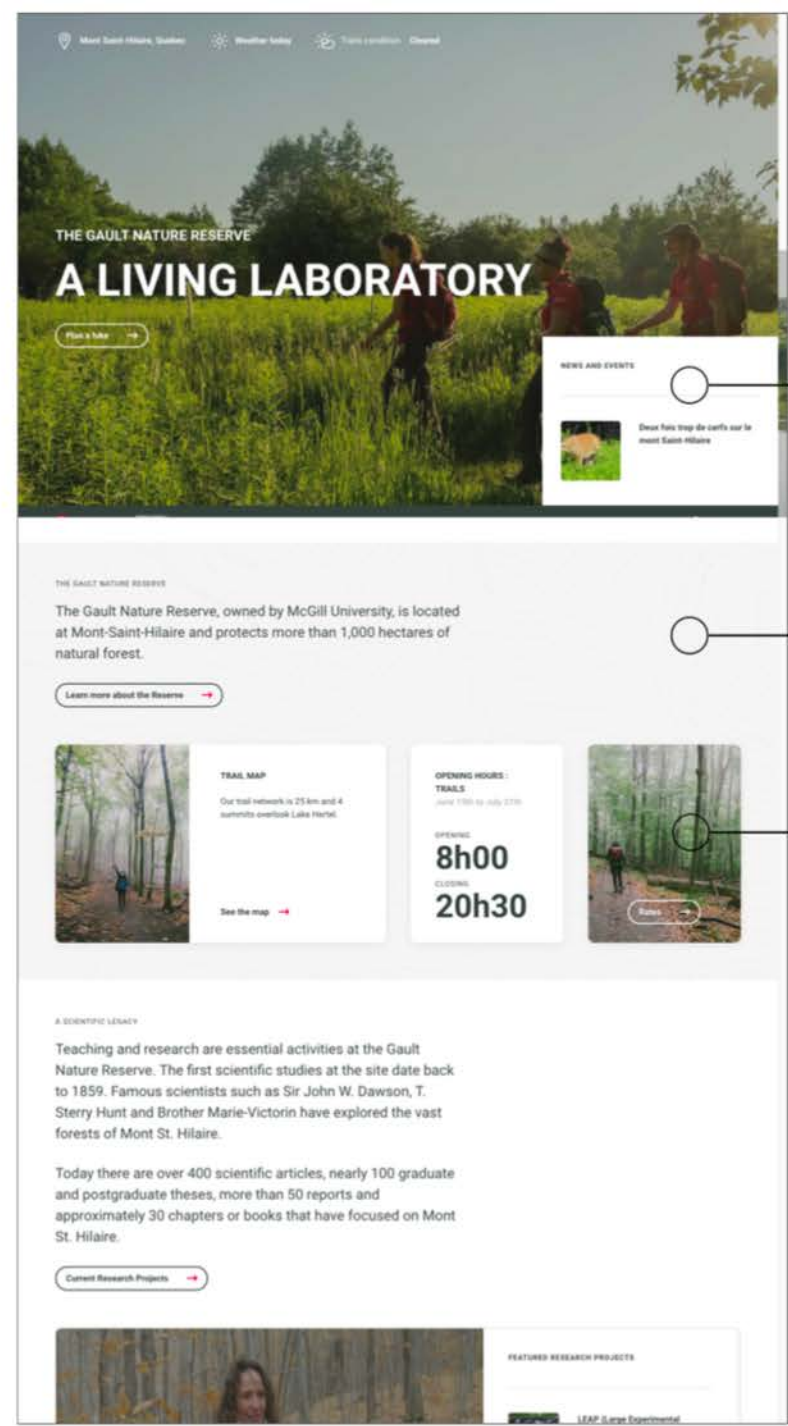 Mont Saint-Hilaire, Quebec Weather today Trails condition Cleared
THE GAULT NATURE RESERVE
A LIVING LABORATORY
Plan a hike →
NEWS AND EVENTS
Deux fois trop de cerfs sur le
mont Saint-Hilaire
THE GAULT NATURE RESERVE
The Gault Nature Reserve, owned by McGill University, is located
at Mont-Saint-Hilaire and protects more than 1,000 hectares of
natural forest.
Learn more about the Reserve →
TRAIL MAP
Our trail network is 25 km and 4
summits overlook Lake Hertel.
See the map →
OPENING HOURS :
TRAILS
OPENING
8h00
CLOSING
20h30
Rates →
A SCIENTIFIC LEGACY
Teaching and research are essential activities at the Gault
Nature Reserve. The first scientific studies at the site date back
to 1859. Famous scientists such as Sir John W. Dawson, T.
Sterry Hunt and Brother Marie-Victorin have explored the vast
forests of Mont St. Hilaire.
Today there are over 400 scientific articles, nearly 100 graduate
and postgraduate theses, more than 50 reports and
approximately 30 chapters or books that have focused on Mont
St. Hilaire.
Current Research Projects →
FEATURED RESEARCH PROJECTS
LEAP (Large Experimental